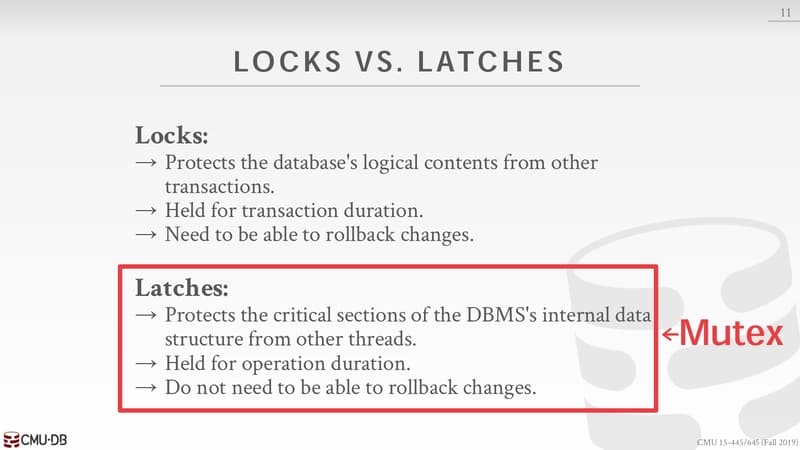 11
LOCKS VS. LATCHES
Locks:
→ Protects the database's logical contents from other
transactions.
→ Held for transaction duration.
→ Need to be able to rollback changes.
Latches:
→ Protects the critical sections of the DBMS's internal data
structure from other threads.
→ Held for operation duration.
→ Do not need to be able to rollback changes.
←Mutex
CMU·DB
CMU 15-445/645 (Fall 2019)